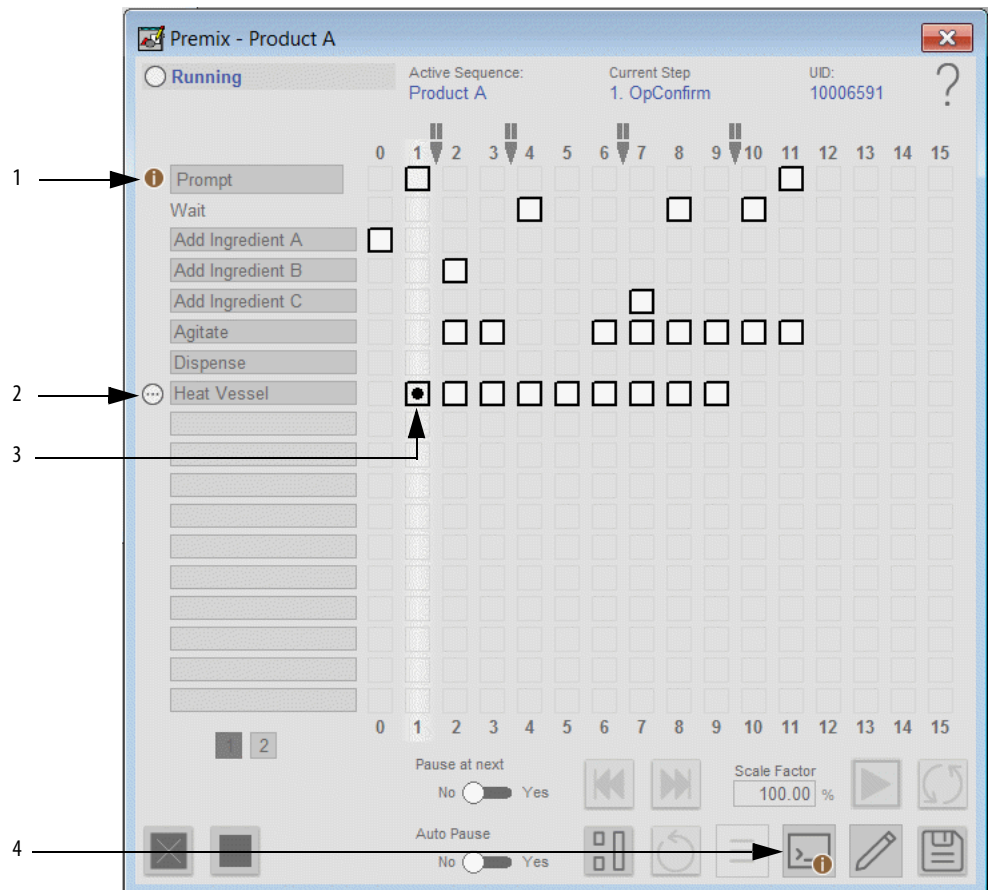 Premix - Product A
Running
Active Sequence:
Product A
Current Step
1. OpConfirm
UID:
10006591
?
0 1 2 3 4 5 6 7 8 9 10 11 12 13 14 15
1
i Prompt
Wait
Add Ingredient A
Add Ingredient B
Add Ingredient C
Agitate
Dispense
2
Heat Vessel
3
0 1 2 3 4 5 6 7 8 9 10 11 12 13 14 15
1 2
Pause at next
No Yes
Scale Factor
100.00 %
Auto Pause
No Yes
4
>_ i